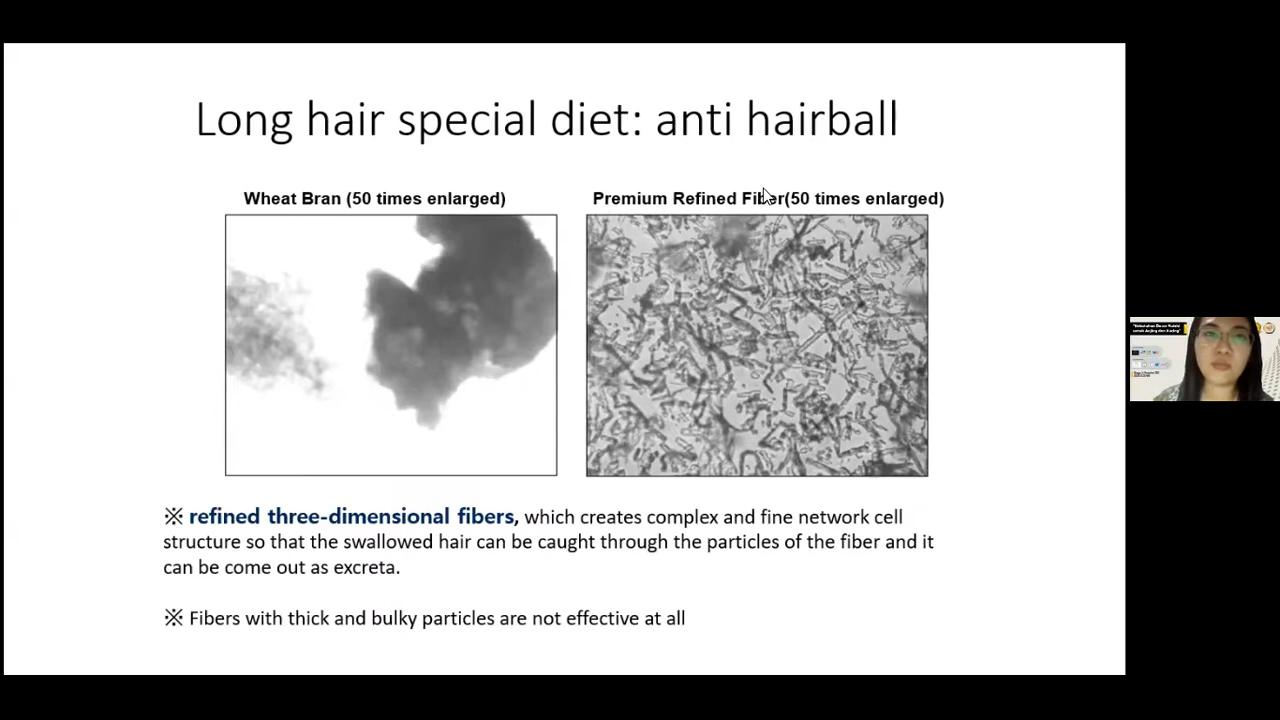 Long hair special diet: anti hairball
Wheat Bran (50 times enlarged)
Premium Refined Fiber(50 times enlarged)
※ refined three-dimensional fibers, which creates complex and fine network cell
structure so that the swallowed hair can be caught through the particles of the fiber and it
can be come out as excreta.
※ Fibers with thick and bulky particles are not effective at all